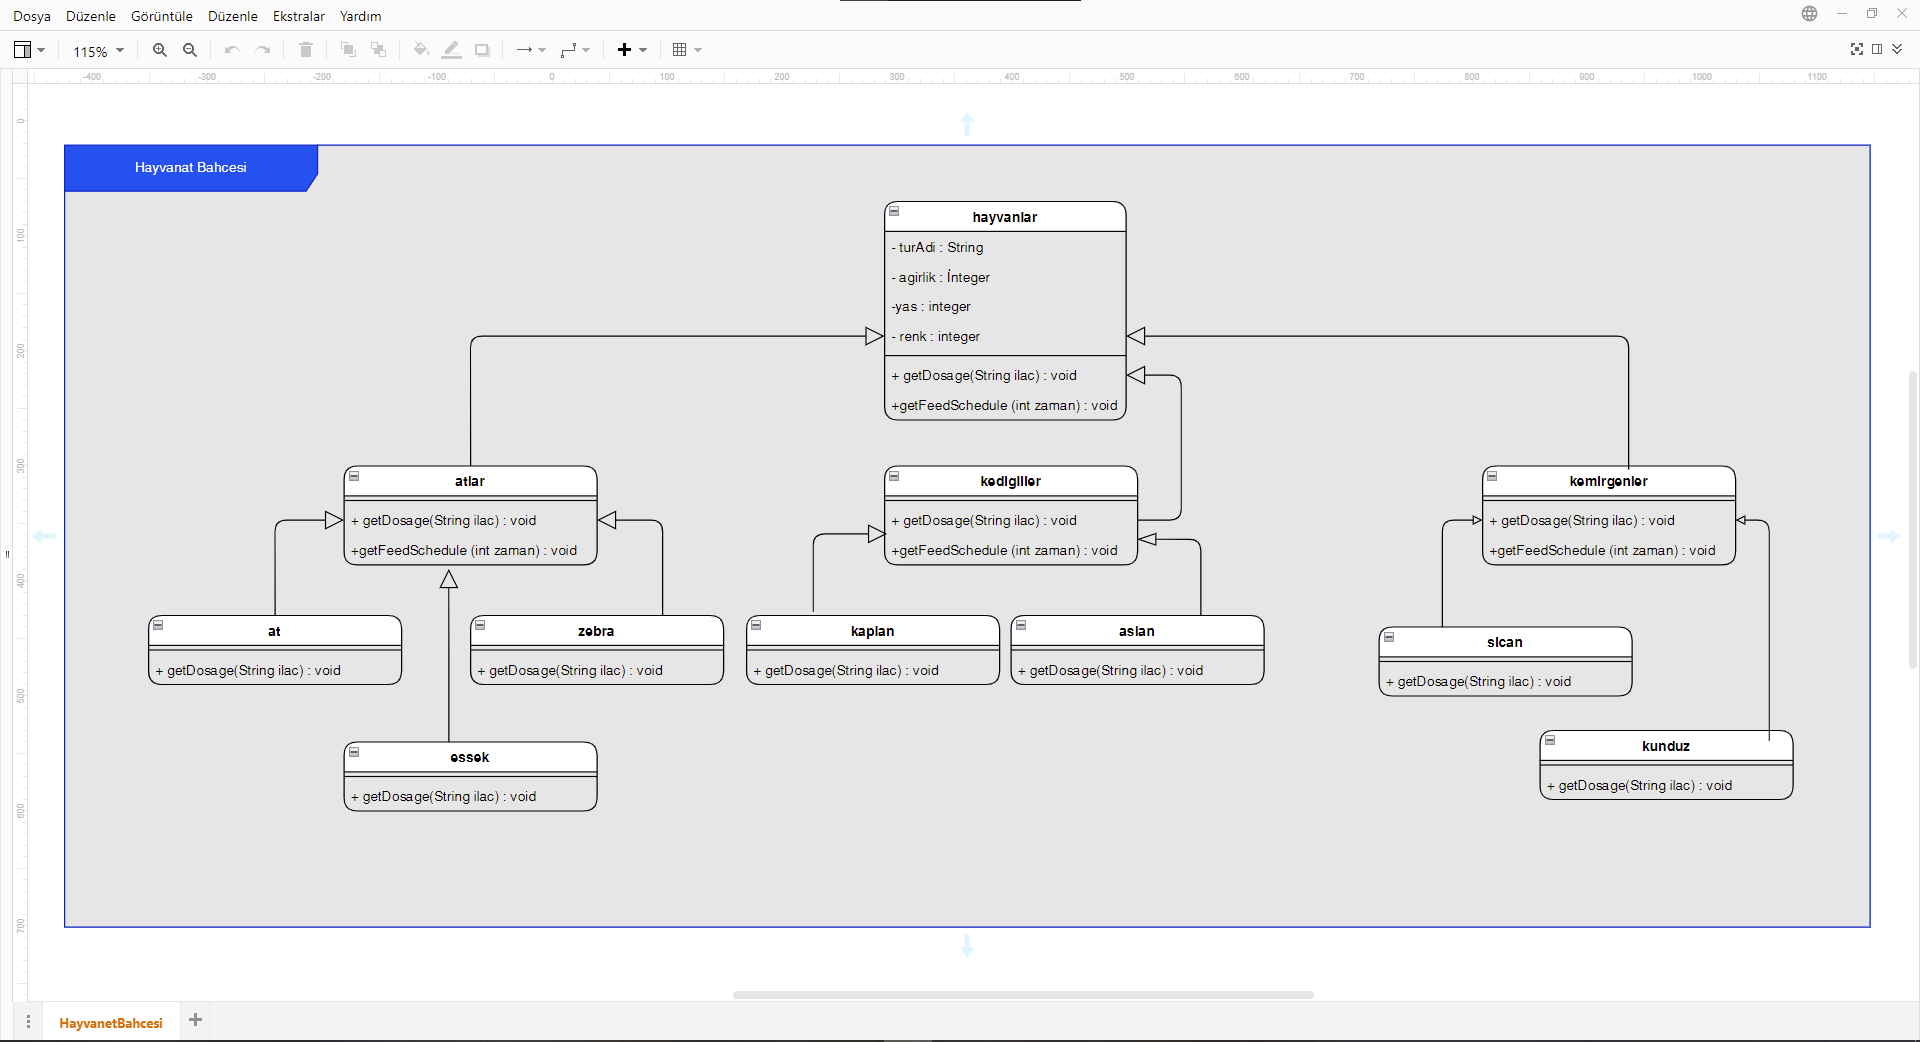 Dosya Düzenle Görüntüle Düzenle Ekstralar Yardım
115%
-400 -300 -200 -100 0 100 200 300 400 500 600 700 800 900 1000 1100
0
100
200
300
400
500
600
700
Hayvanat Bahcesi
hayvanlar
- turAdi : String
- agirlik : İnteger
-yas : integer
- renk : integer
+ getDosage(String ilac) : void
+getFeedSchedule (int zaman) : void
atlar
+ getDosage(String ilac) : void
+getFeedSchedule (int zaman) : void
kedigiller
+ getDosage(String ilac) : void
+getFeedSchedule (int zaman) : void
kemirgenler
+ getDosage(String ilac) : void
+getFeedSchedule (int zaman) : void
at
+ getDosage(String ilac) : void
zebra
+ getDosage(String ilac) : void
kaplan
+ getDosage(String ilac) : void
aslan
+ getDosage(String ilac) : void
sican
+ getDosage(String ilac) : void
essek
+ getDosage(String ilac) : void
kunduz
+ getDosage(String ilac) : void
HayvanetBahcesi